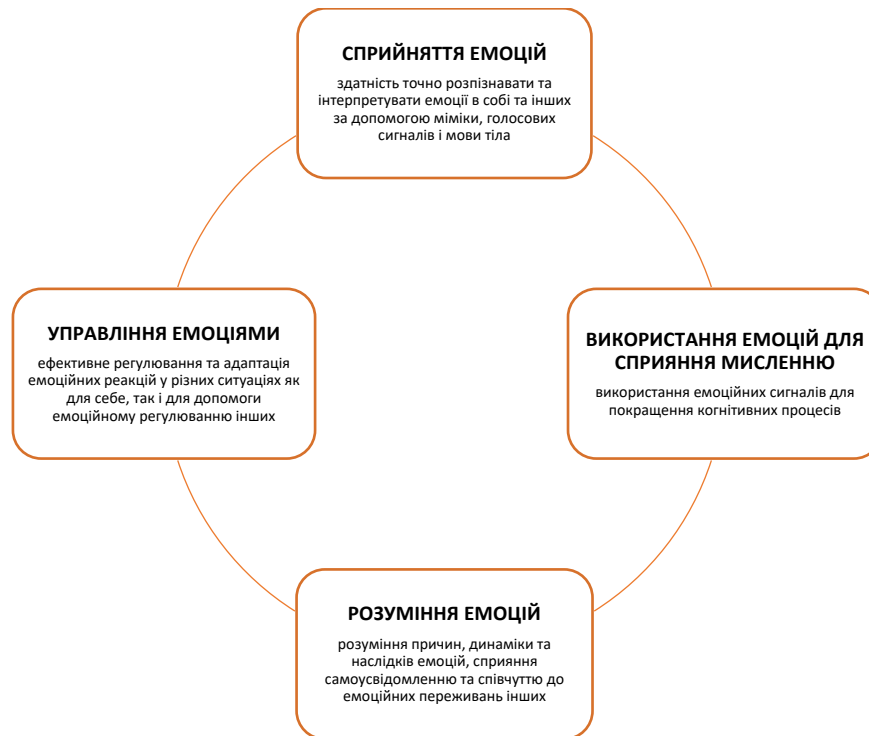 СПРИЙНЯТТЯ ЕМОЦІЙ
здатність точно розпізнавати та
інтерпретувати емоції в собі та інших
за допомогою міміки, голосових
сигналів і мови тіла
УПРАВЛІННЯ ЕМОЦІЯМИ
ефективне регулювання та адаптація
емоційних реакцій у різних ситуаціях як
для себе, так і для допомоги
емоційному регулюванню інших
ВИКОРИСТАННЯ ЕМОЦІЙ ДЛЯ
СПРИЯННЯ МИСЛЕННЮ
використання емоційних сигналів для
покращення когнітивних процесів
РОЗУМІННЯ ЕМОЦІЙ
розуміння причин, динаміки та
наслідків емоцій, сприяння
самоусвідомленню та співчуттю до
емоційних переживань інших